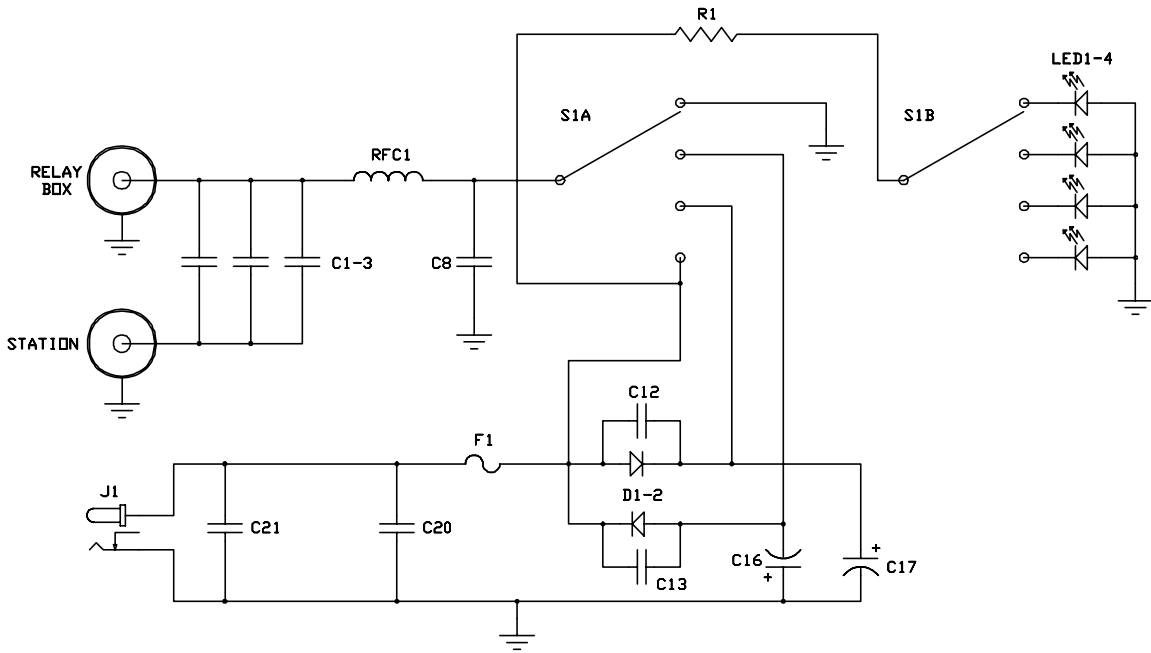 R1
LED1-4
S1A
S1B
RFC1
RELAY
BOX
C1-3
C8
STATION
C12
F1
J1
D1-2
C21
C20
C16
+
+
C17
C13